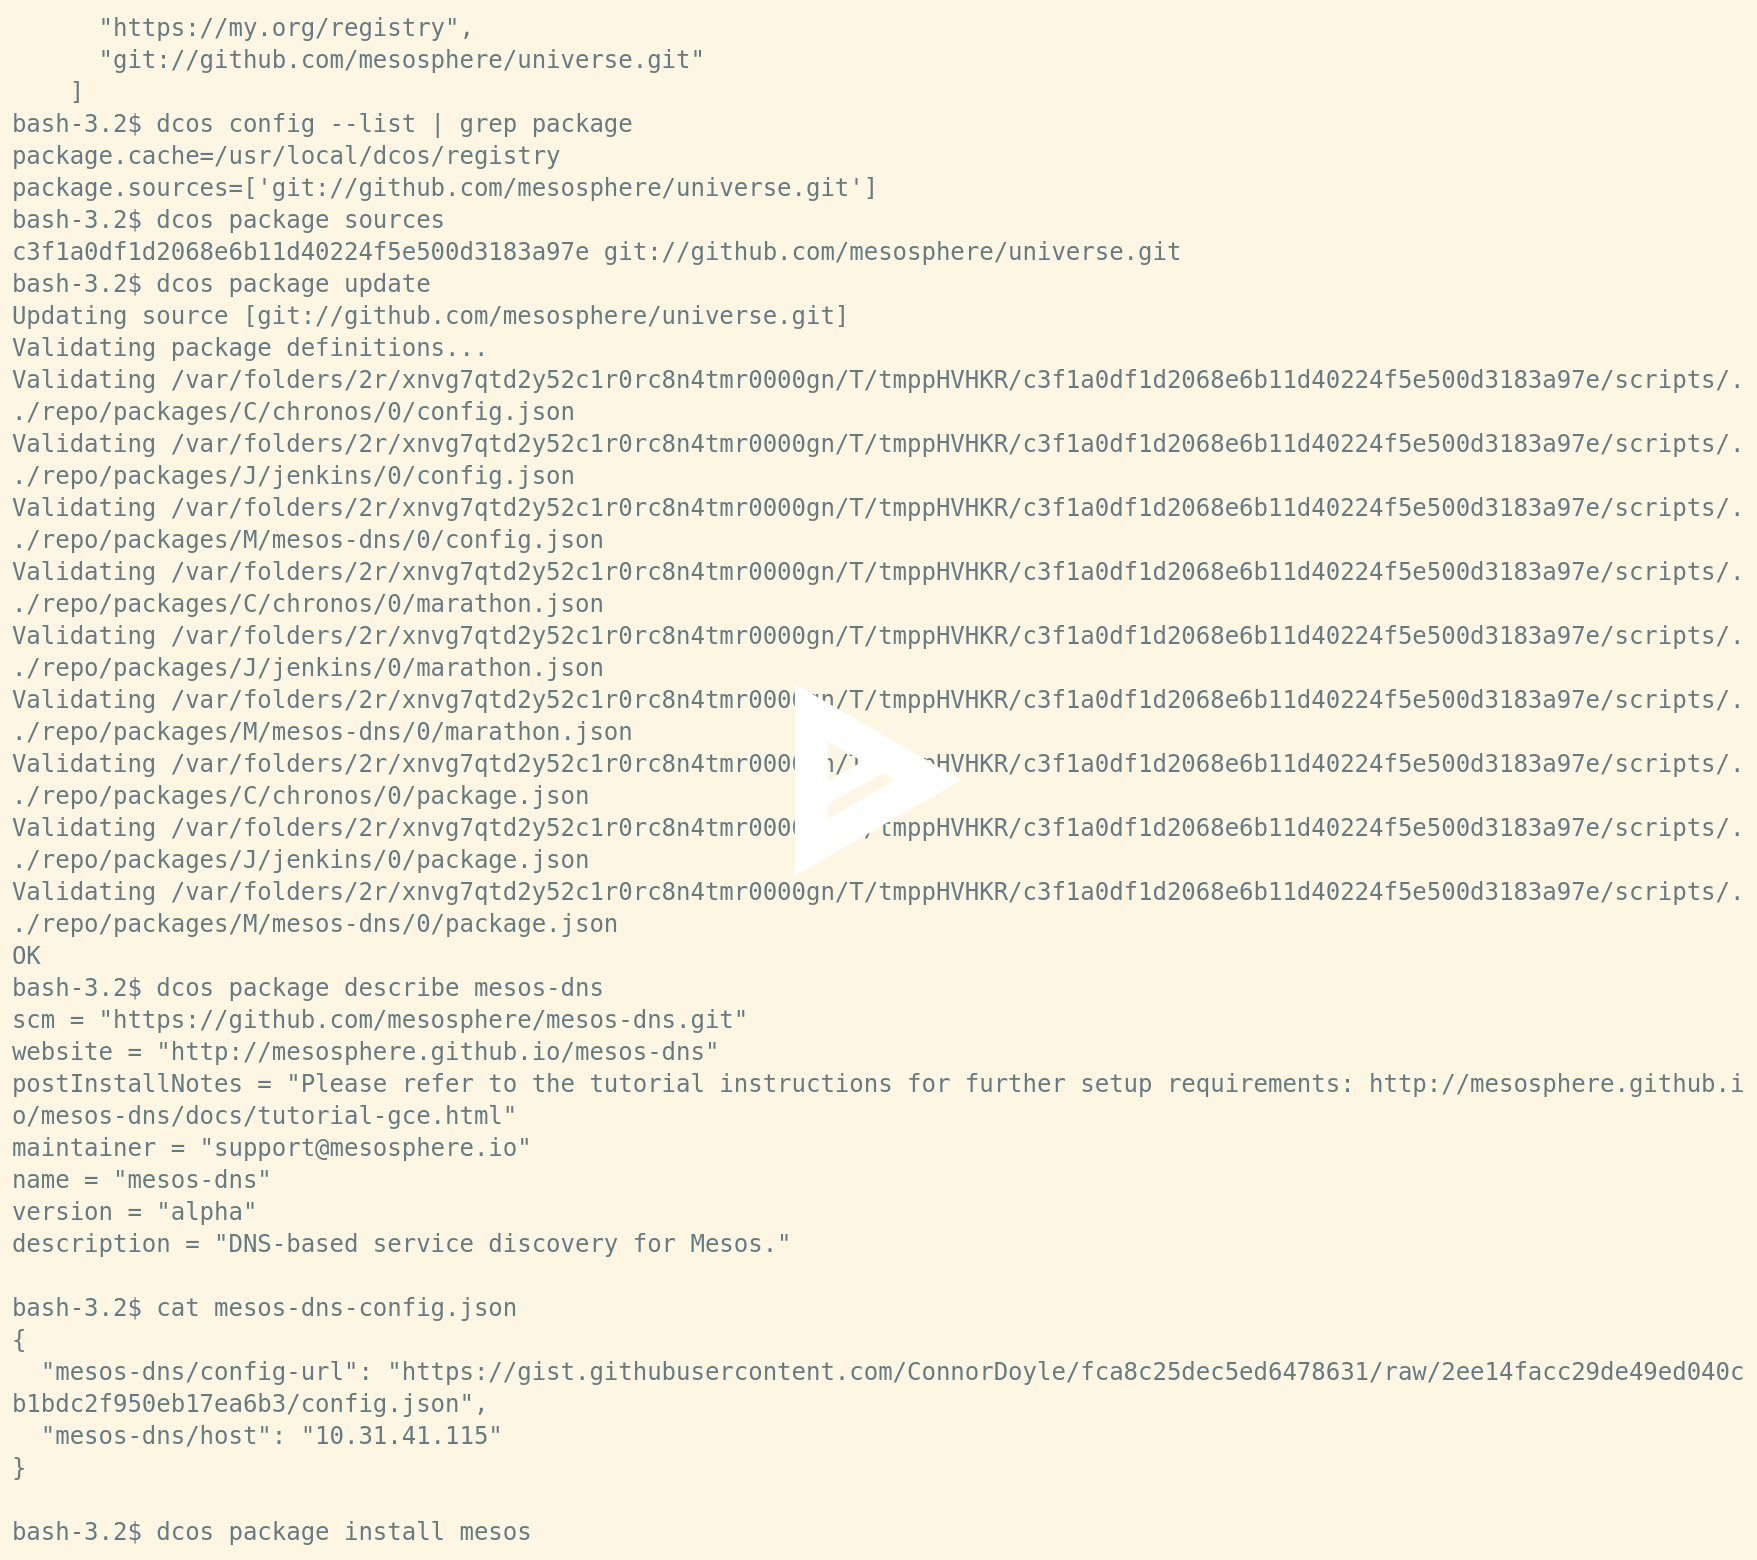 "https://my.org/registry",
"git://github.com/mesosphere/universe.git"
]
bash-3.2$ dcos config --list | grep package
package.cache=/usr/local/dcos/registry
package.sources=['git://github.com/mesosphere/universe.git']
bash-3.2$ dcos package sources
c3f1a0df1d2068e6b11d40224f5e500d3183a97e git://github.com/mesosphere/universe.git
bash-3.2$ dcos package update
Updating source [git://github.com/mesosphere/universe.git]
Validating package definitions...
Validating /var/folders/2r/xnvg7qtd2y52c1r0rc8n4tmr0000gn/T/tmppHVHKR/c3f1a0df1d2068e6b11d40224f5e500d3183a97e/scripts/.
./repo/packages/C/chronos/0/config.json
Validating /var/folders/2r/xnvg7qtd2y52c1r0rc8n4tmr0000gn/T/tmppHVHKR/c3f1a0df1d2068e6b11d40224f5e500d3183a97e/scripts/.
./repo/packages/J/jenkins/0/config.json
Validating /var/folders/2r/xnvg7qtd2y52c1r0rc8n4tmr0000gn/T/tmppHVHKR/c3f1a0df1d2068e6b11d40224f5e500d3183a97e/scripts/.
./repo/packages/M/mesos-dns/0/config.json
Validating /var/folders/2r/xnvg7qtd2y52c1r0rc8n4tmr0000gn/T/tmppHVHKR/c3f1a0df1d2068e6b11d40224f5e500d3183a97e/scripts/.
./repo/packages/C/chronos/0/marathon.json
Validating /var/folders/2r/xnvg7qtd2y52c1r0rc8n4tmr0000gn/T/tmppHVHKR/c3f1a0df1d2068e6b11d40224f5e500d3183a97e/scripts/.
./repo/packages/J/jenkins/0/marathon.json
Validating /var/folders/2r/xnvg7qtd2y52c1r0rc8n4tmr0000gn/T/tmppHVHKR/c3f1a0df1d2068e6b11d40224f5e500d3183a97e/scripts/.
./repo/packages/M/mesos-dns/0/marathon.json
Validating /var/folders/2r/xnvg7qtd2y52c1r0rc8n4tmr0000gn/T/tmppHVHKR/c3f1a0df1d2068e6b11d40224f5e500d3183a97e/scripts/.
./repo/packages/C/chronos/0/package.json
Validating /var/folders/2r/xnvg7qtd2y52c1r0rc8n4tmr0000gn/T/tmppHVHKR/c3f1a0df1d2068e6b11d40224f5e500d3183a97e/scripts/.
./repo/packages/J/jenkins/0/package.json
Validating /var/folders/2r/xnvg7qtd2y52c1r0rc8n4tmr0000gn/T/tmppHVHKR/c3f1a0df1d2068e6b11d40224f5e500d3183a97e/scripts/.
./repo/packages/M/mesos-dns/0/package.json
OK
bash-3.2$ dcos package describe mesos-dns
scm = "https://github.com/mesosphere/mesos-dns.git"
website = "http://mesosphere.github.io/mesos-dns"
postInstallNotes = "Please refer to the tutorial instructions for further setup requirements: http://mesosphere.github.i
o/mesos-dns/docs/tutorial-gce.html"
maintainer = "support@mesosphere.io"
name = "mesos-dns"
version = "alpha"
description = "DNS-based service discovery for Mesos."
bash-3.2$ cat mesos-dns-config.json
{
"mesos-dns/config-url": "https://gist.githubusercontent.com/ConnorDoyle/fca8c25dec5ed6478631/raw/2ee14facc29de49ed040c
b1bdc2f950eb17ea6b3/config.json",
"mesos-dns/host": "10.31.41.115"
}
bash-3.2$ dcos package install mesos